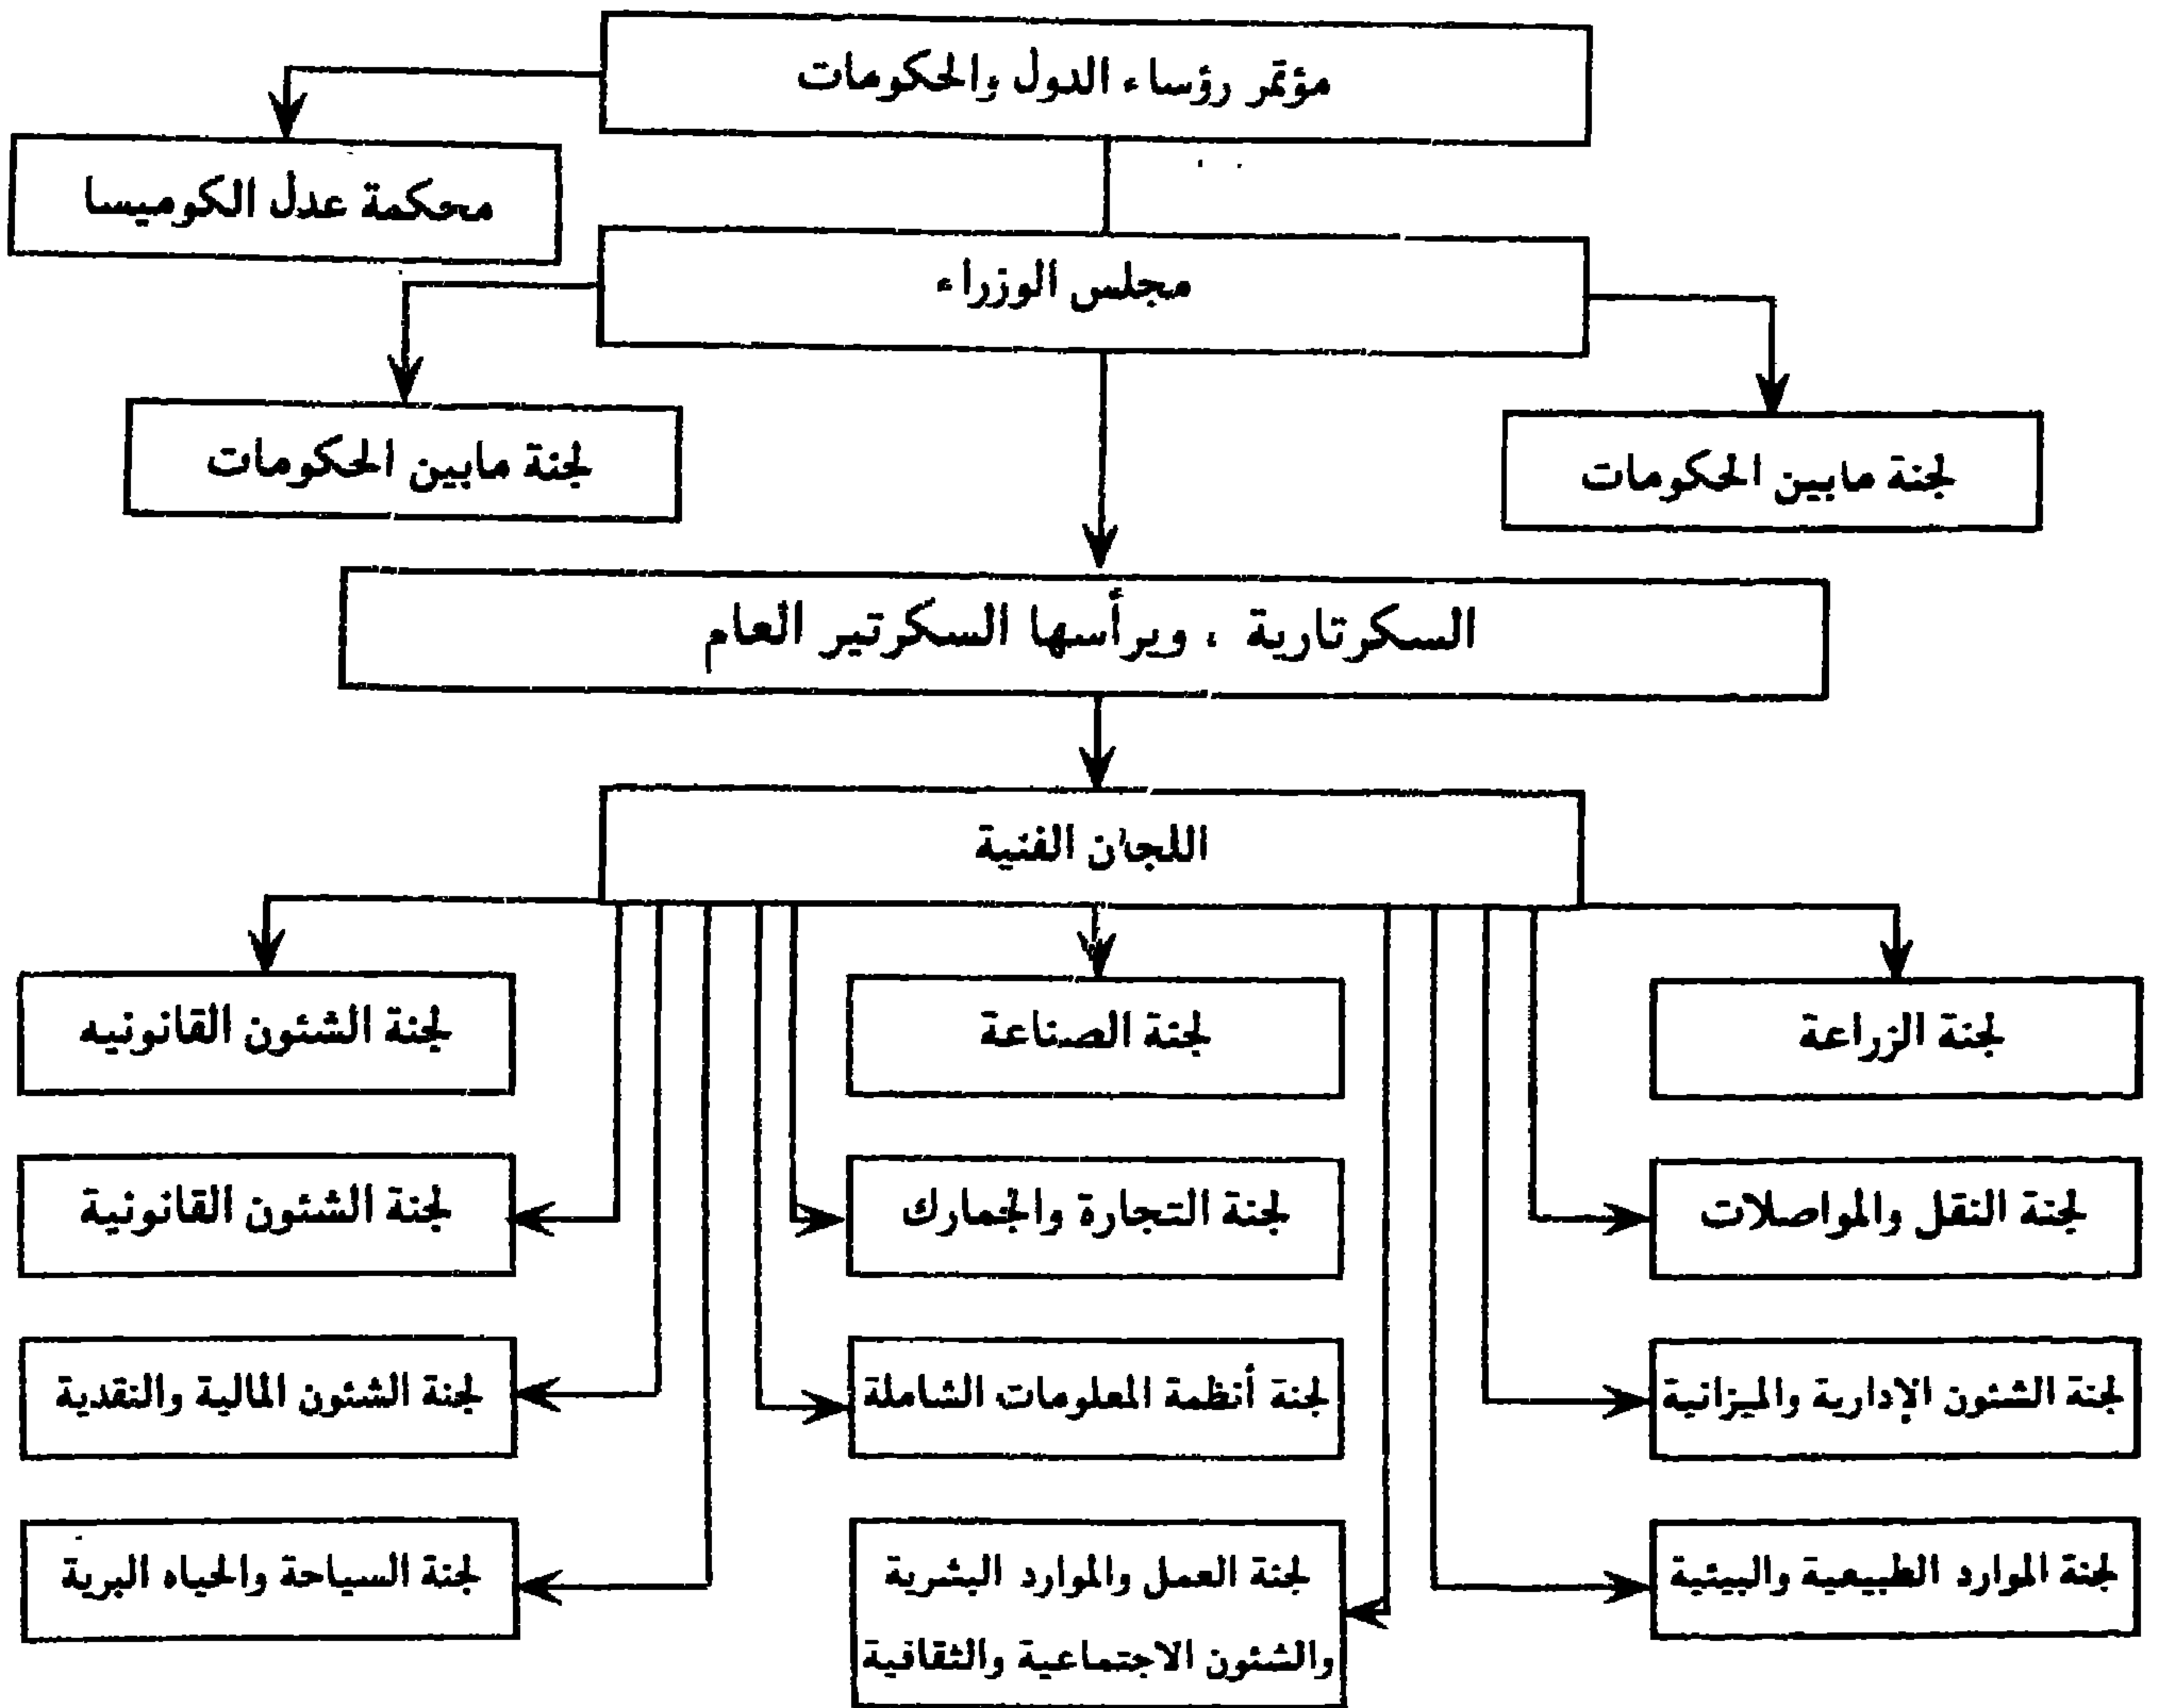 مؤتمر رؤساء الدول والحكومات
محكمة عدل الكوميسا
مجلس الوزراء
لجنة مابين الحكومات
لجنة مابين الحكومات
السكرتارية ، ويرأسها السكرتير العام
اللجان الفنية
لجنة الزراعة
لجنة الصناعة
لجنة الشئون القانونيه
لجنة النقل والمواصلات
لجنة التجارة والجمارك
لجنة الشئون القانونية
لجنة الشئون الإدارية والميزانية
لجنة أنظمة المعلومات الشاملة
لجنة الشئون المالية والنقدية
لجنة الموارد الطبيعية والبيئية
لجنة العمل والموارد البشرية
والشئون الاجتماعية والثقافية
لجنة السياحة والحياه البرية